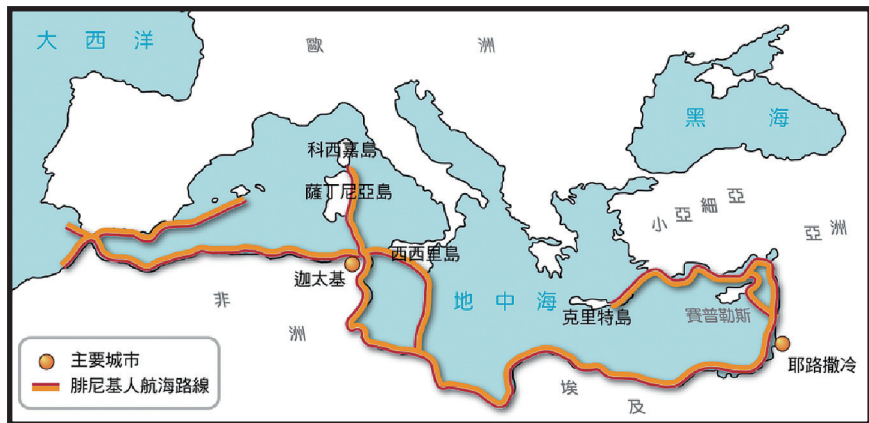 大西洋
歐洲
黑海
科西嘉島
薩丁尼亞島
小亞細亞
亞洲
西西里島
迦太基
地中海
非洲
克里特島
賽普勒斯
耶路撒冷
埃及
主要城市
腓尼基人航海路線